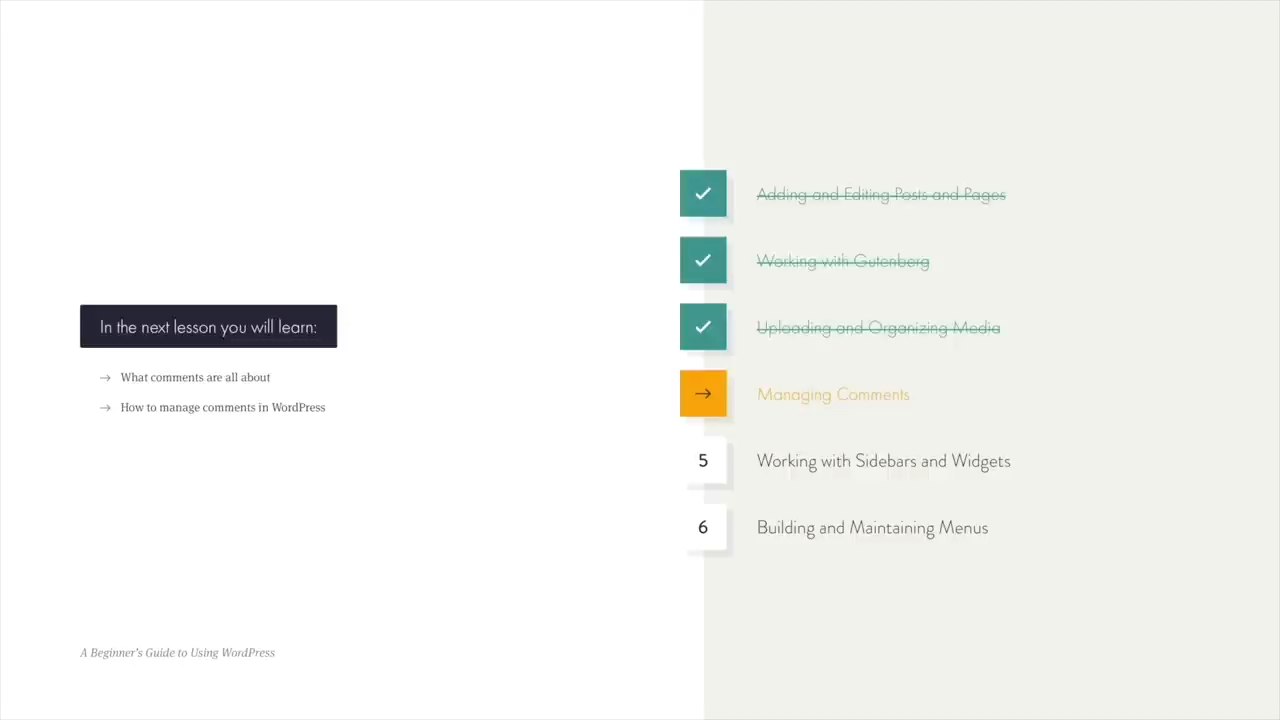 In the next lesson you will learn:
→ What comments are all about
→ How to manage comments in WordPress
A Beginner's Guide to Using WordPress
✓ Adding and Editing Posts and Pages
✓ Working with Gutenberg
✓ Uploading and Organizing Media
→ Managing Comments
5 Working with Sidebars and Widgets
6 Building and Maintaining Menus